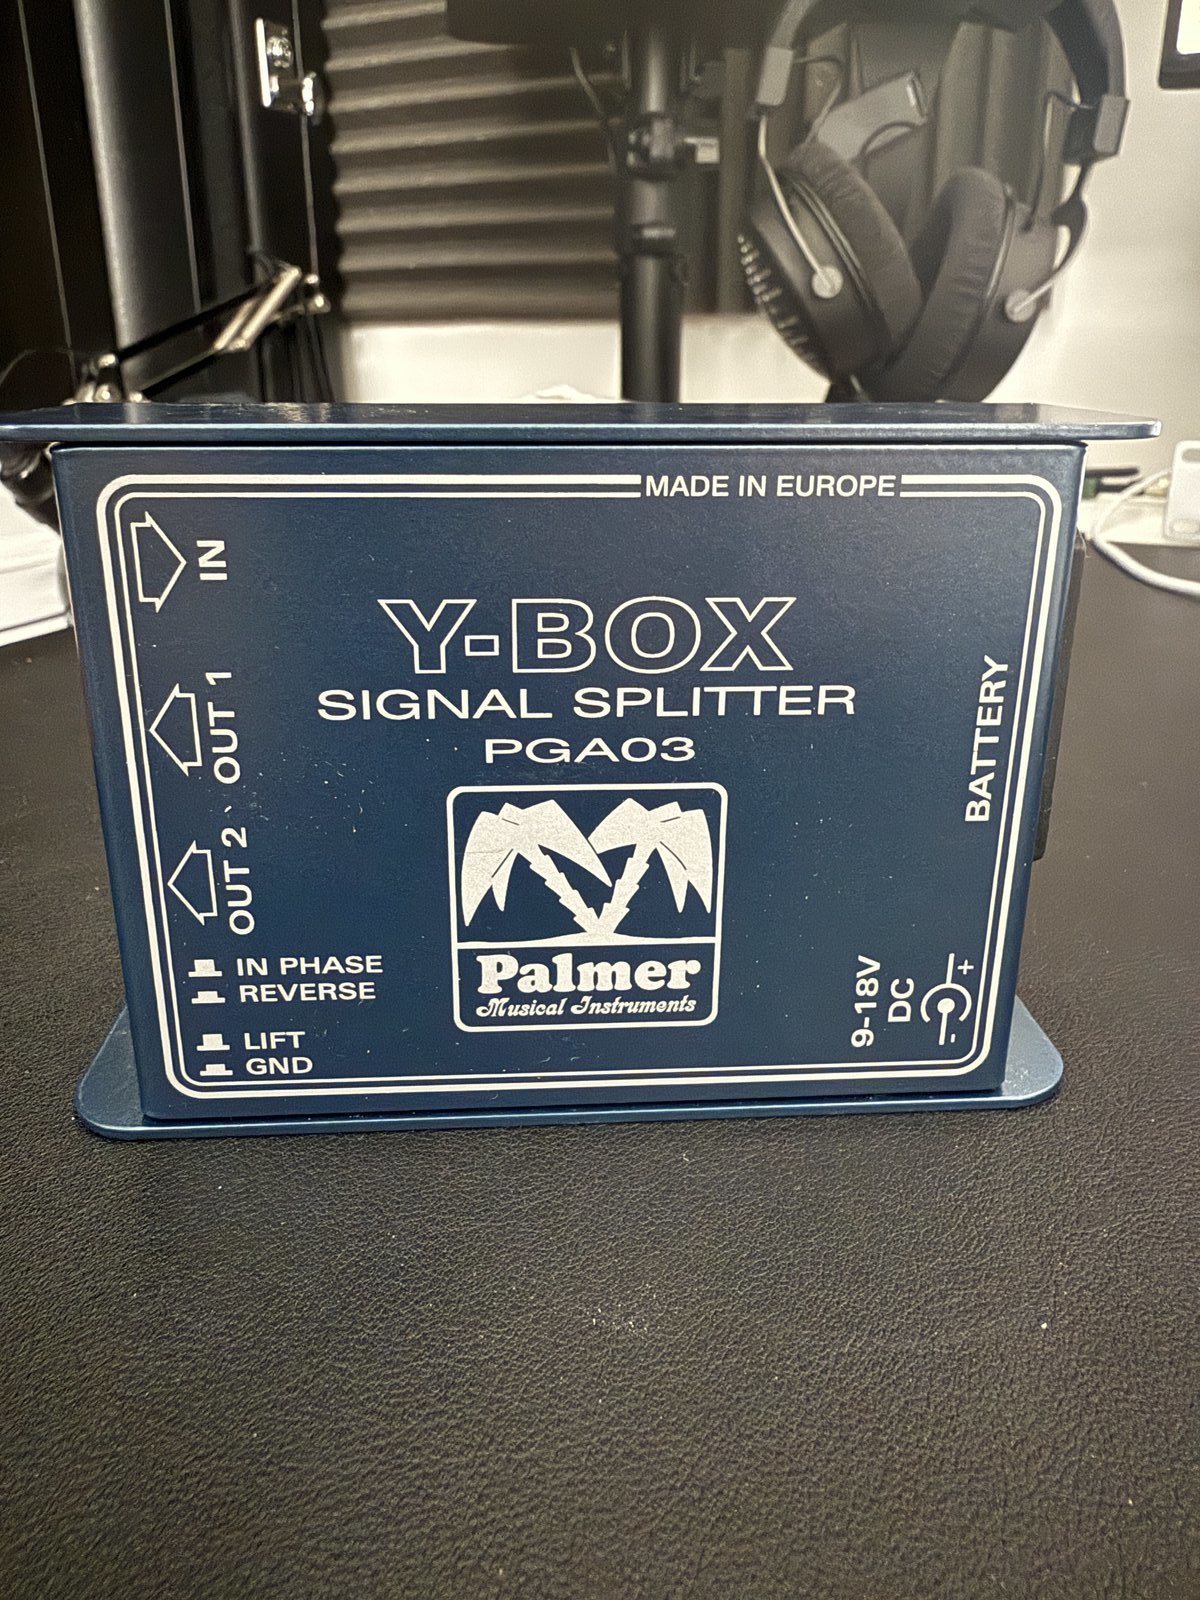 MADE IN EUROPE
IN
Y-BOX
SIGNAL SPLITTER
PGA03
OUT 1
OUT 2
BATTERY
IN PHASE
REVERSE
LIFT
GND
Palmer
Musical Instruments
9-18V
DC
+
-